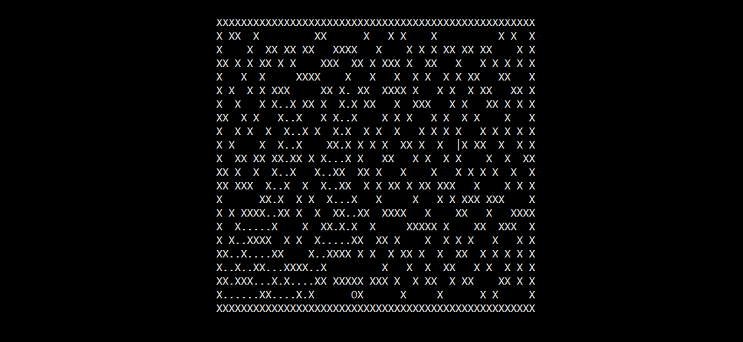 XXXXXXXXXXXXXXXXXXXXXXXXXXXXXXXXXXXXXXXXXXXXXXXXXXXX
X XX  X         XX      X   X X    X          X X  X
X    X  XX XX XX   XXXX   X    X X X XX XX XX    X X
XX X X XX X X    XXX  XX X XXX X  XX   X   X X X X X
X   X  X     XXXX    X   X   X  X X  X X XX   XX   X
X X  X X XXX     XX X. XX  XXXX X   X X  X XX   XX X
X  X   X X..X XX X  X.X XX   X  XXX   X X   XX X X X
XX  X X   X..X   X X..X    X X X   X X  X X    X   X
X  X X  X  X..X X  X.X  X X  X   X X X X   X X X X X
X X    X  X..X    XX.X X X X  XX X  X  |X XX  X  X X
X  XX XX XX.XX X X...X X   XX   X X  X X    X  X  XX
XX X  X  X..X   X..XX  XX X   X    X   X X X X  X  X
XX XXX  X..X  X  X..XX  X X XX X XX XXX   X    X X X
X      XX.X  X X  X...X   X     X   X X XXX XXX    X
X X XXXX..XX X  X  XX..XX  XXXX   X    XX   X   XXXX
X  X.....X    X  XX.X.X  X     XXXXX X    XX  XXX  X
X X..XXXX  X X  X.....XX  XX X    X  X X X   X   X X
XX..X....XX    X..XXXX X X  X XX X  X  XX  X X X X X
X..X..XX...XXXX..X         X   X  X  XX   X X  X X X
XX.XXX...X.X....XX XXXXX XXX X  X XX  X XX    XX X X
X......XX....X.X      OX      X     X      X X     X
XXXXXXXXXXXXXXXXXXXXXXXXXXXXXXXXXXXXXXXXXXXXXXXXXXXX